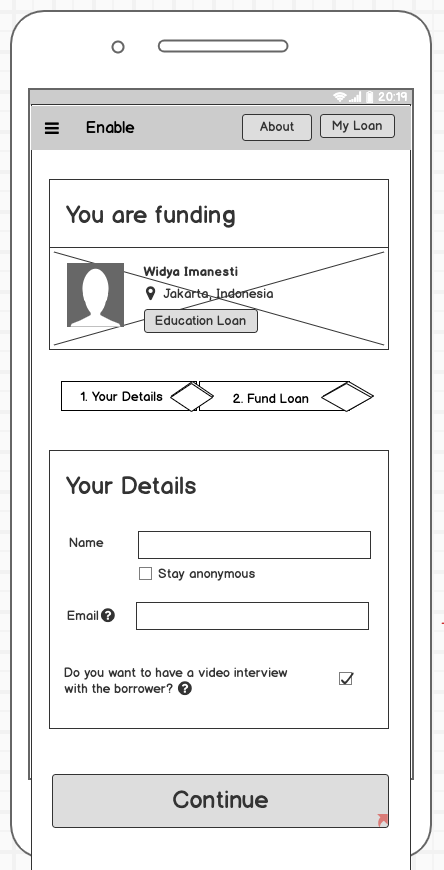 20:19
Enable
About
My Loan
You are funding
Widya Imanesti
Jakarta, Indonesia
Education Loan
1. Your Details
2. Fund Loan
Your Details
Name
Stay anonymous
Email ?
Do you want to have a video interview
with the borrower? ?
Continue